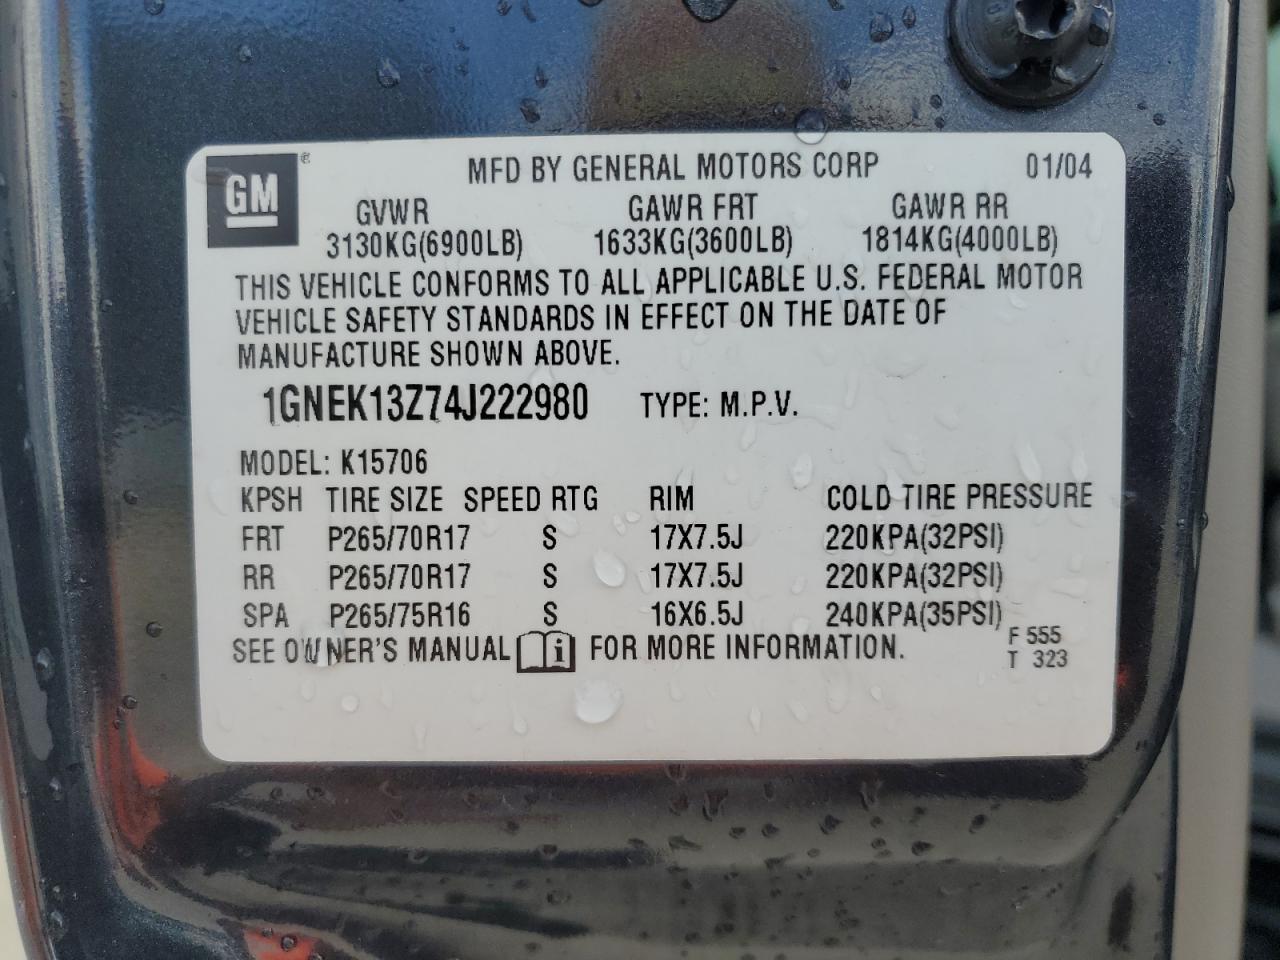 GM ® MFD BY GENERAL MOTORS CORP 01/04
GVWR GAWR FRT GAWR RR
3130KG(6900LB) 1633KG(3600LB) 1814KG(4000LB)
THIS VEHICLE CONFORMS TO ALL APPLICABLE U.S. FEDERAL MOTOR
VEHICLE SAFETY STANDARDS IN EFFECT ON THE DATE OF
MANUFACTURE SHOWN ABOVE.
1GNEK13Z74J222980 TYPE: M.P.V.
MODEL: K15706
KPSH TIRE SIZE SPEED RTG RIM COLD TIRE PRESSURE
FRT P265/70R17 S 17X7.5J 220KPA(32PSI)
RR P265/70R17 S 17X7.5J 220KPA(32PSI)
SPA P265/75R16 S 16X6.5J 240KPA(35PSI)
SEE OWNER'S MANUAL i FOR MORE INFORMATION.
F 555
T 323